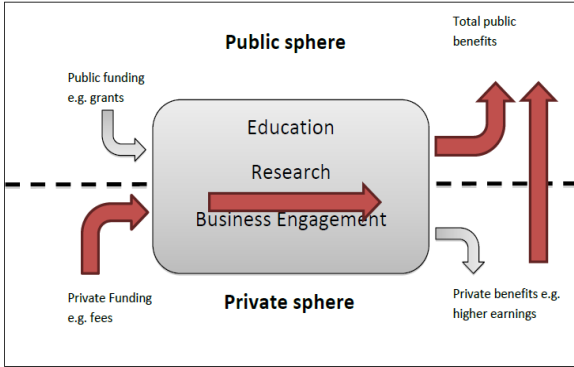 Public sphere
Total public
benefits
Public funding
e.g. grants
Education
Research
Business Engagement
Private Funding
e.g. fees
Private sphere
Private benefits e.g.
higher earnings